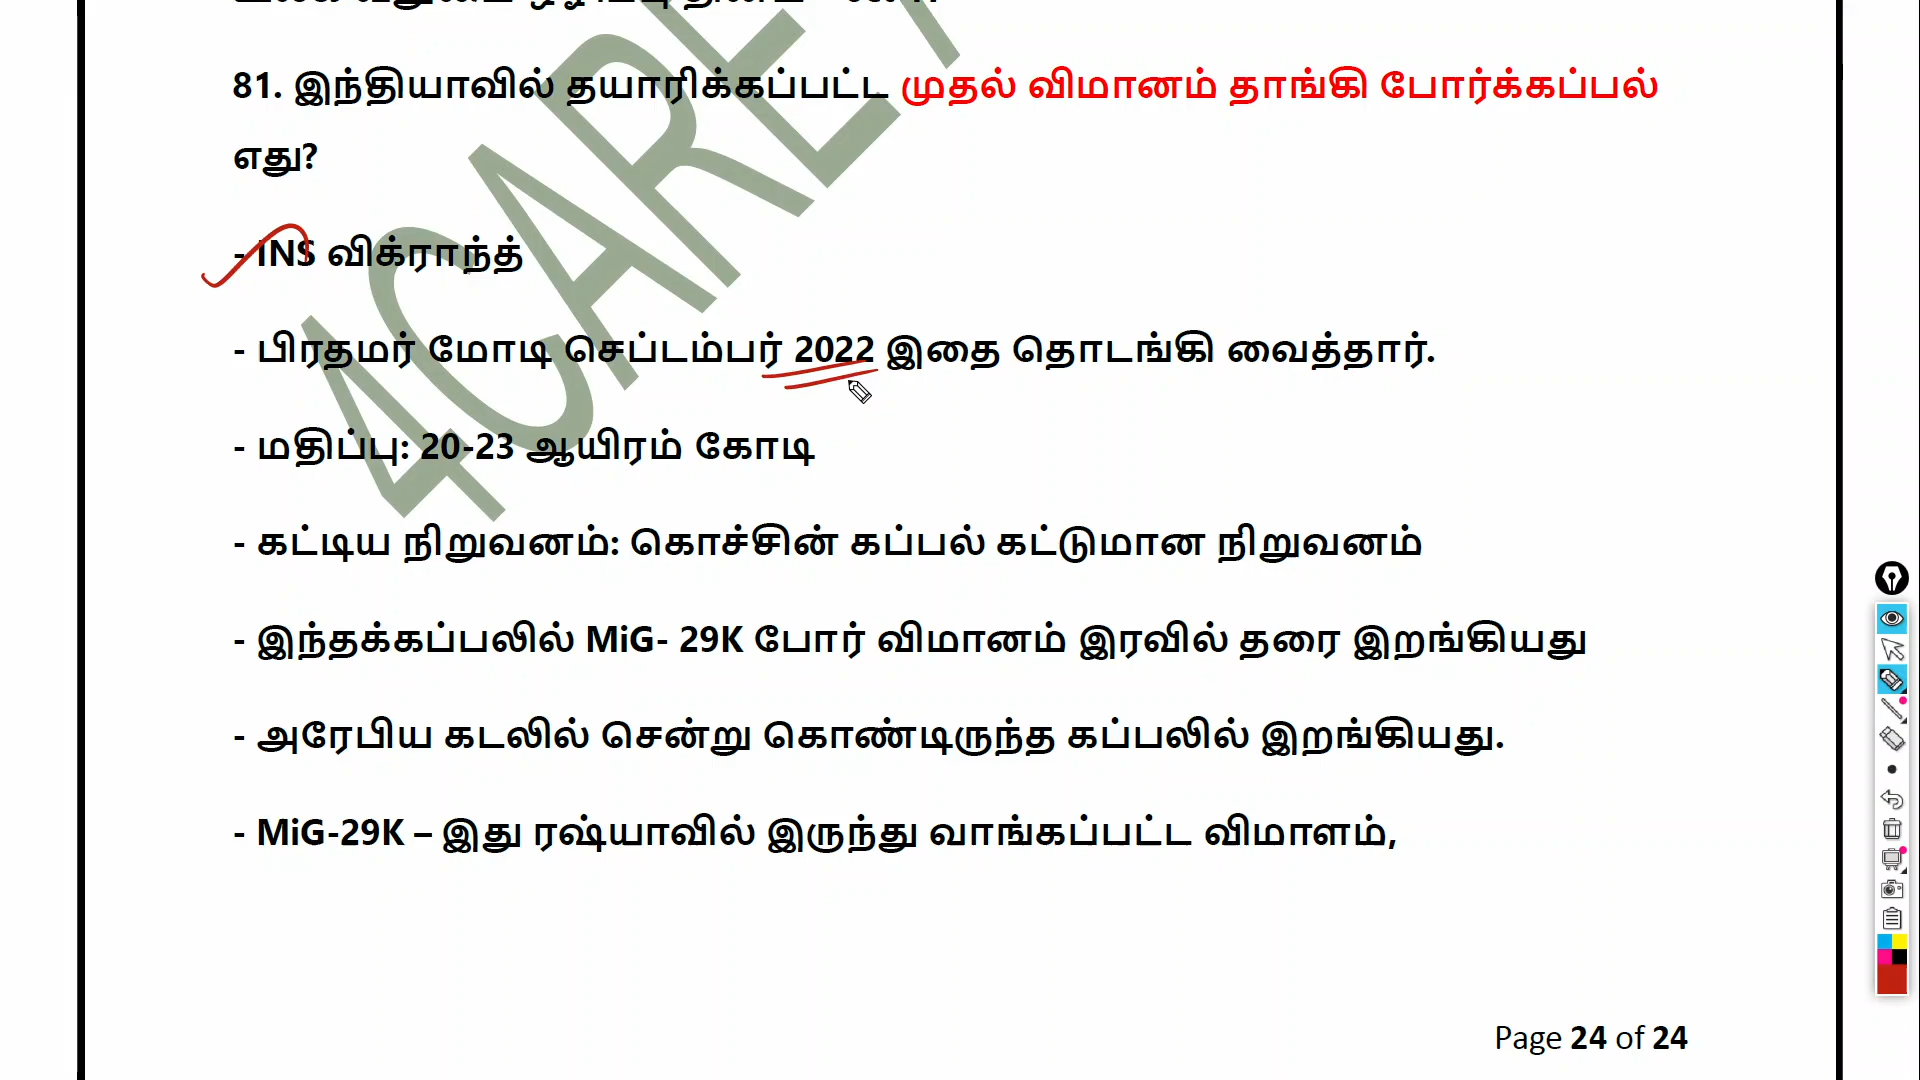 81. இந்தியாவில் தயாரிக்கப்பட்ட முதல் விமானம் தாங்கி போர்க்கப்பல்
எது?
- INS விக்ராந்த்
- பிரதமர் மோடி செப்டம்பர் 2022 இதை தொடங்கி வைத்தார்.
- மதிப்பு: 20-23 ஆயிரம் கோடி
- கட்டிய நிறுவனம்: கொச்சின் கப்பல் கட்டுமான நிறுவனம்
- இந்தக்கப்பலில் MiG- 29K போர் விமானம் இரவில் தரை இறங்கியது
- அரேபிய கடலில் சென்று கொண்டிருந்த கப்பலில் இறங்கியது.
- MiG-29K – இது ரஷ்யாவில் இருந்து வாங்கப்பட்ட விமாளம்,
4CARE
Page 24 of 24